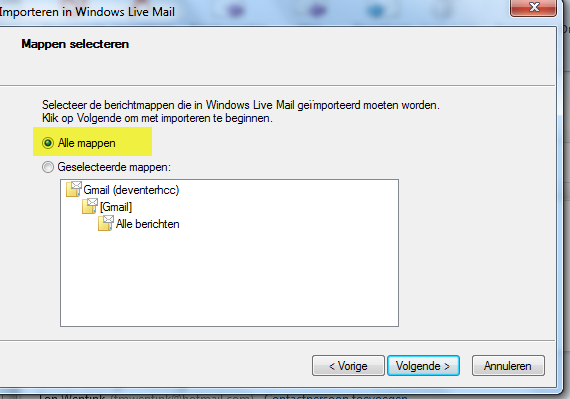 Importeren in Windows Live Mail
Mappen selecteren
Selecteer de berichtmappen die in Windows Live Mail geïmporteerd moeten worden.
Klik op Volgende om met importeren te beginnen.
Alle mappen
Geselecteerde mappen:
Gmail (deventerhcc)
[Gmail]
Alle berichten
< Vorige
Volgende >
Annuleren